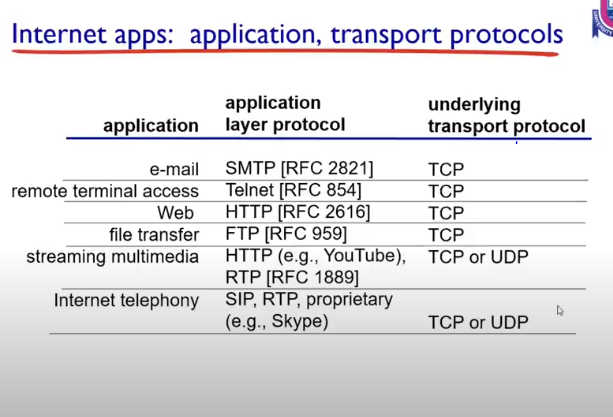 Internet apps: application, transport protocols
application
application layer protocol
underlying transport protocol
e-mail SMTP [RFC 2821] TCP
remote terminal access Telnet [RFC 854] TCP
Web HTTP [RFC 2616] TCP
file transfer FTP [RFC 959] TCP
streaming multimedia HTTP (e.g., YouTube), TCP or UDP
RTP [RFC 1889]
Internet telephony SIP, RTP, proprietary
(e.g., Skype) TCP or UDP